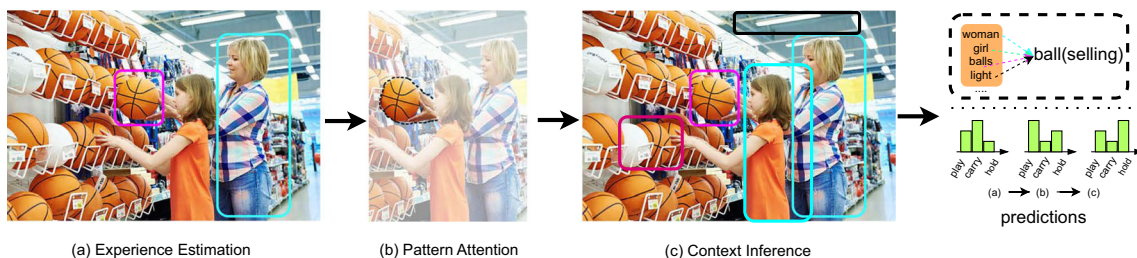 (a) Experience Estimation
(b) Pattern Attention
(c) Context Inference
woman
girl
balls
light
....
ball(selling)
play
carry
hold
play
carry
hold
play
carry
hold
(a)
(b)
(c)
predictions